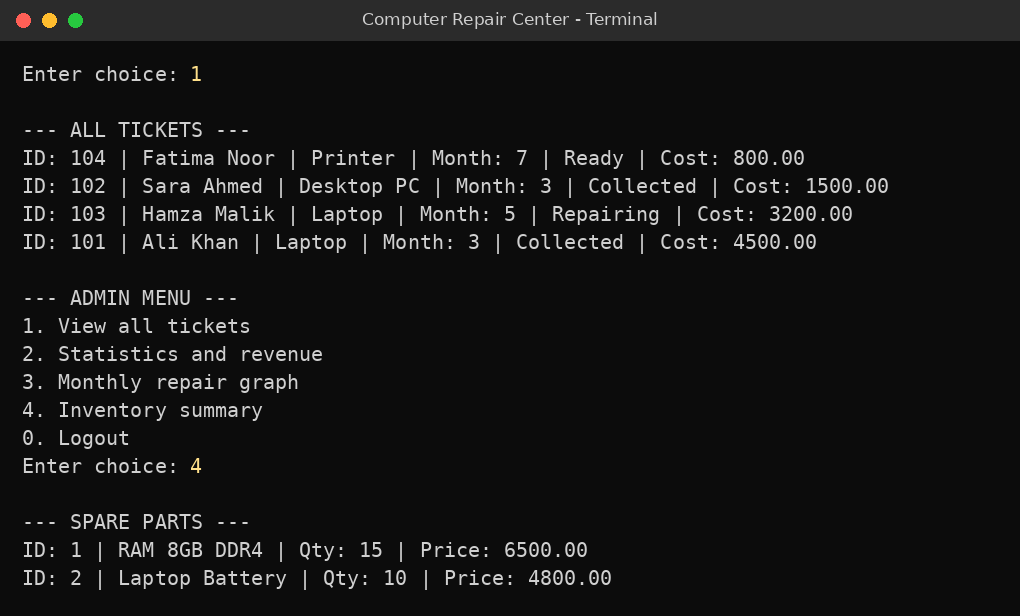 Computer Repair Center - Terminal
Enter choice: 1
--- ALL TICKETS ---
ID: 104 | Fatima Noor | Printer | Month: 7 | Ready | Cost: 800.00
ID: 102 | Sara Ahmed | Desktop PC | Month: 3 | Collected | Cost: 1500.00
ID: 103 | Hamza Malik | Laptop | Month: 5 | Repairing | Cost: 3200.00
ID: 101 | Ali Khan | Laptop | Month: 3 | Collected | Cost: 4500.00
--- ADMIN MENU ---
1. View all tickets
2. Statistics and revenue
3. Monthly repair graph
4. Inventory summary
0. Logout
Enter choice: 4
--- SPARE PARTS ---
ID: 1 | RAM 8GB DDR4 | Qty: 15 | Price: 6500.00
ID: 2 | Laptop Battery | Qty: 10 | Price: 4800.00